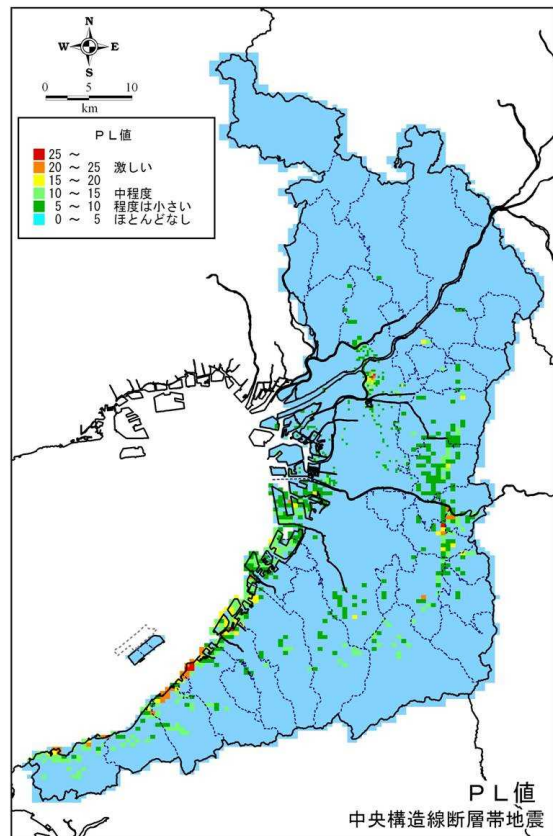 N
W E
S
0 5 10
km
PL値
25 ～
20 ～ 25 激しい
15 ～ 20
10 ～ 15 中程度
5 ～ 10 程度は小さい
0 ～ 5 ほとんどなし
PL値
中央構造線断層帯地震